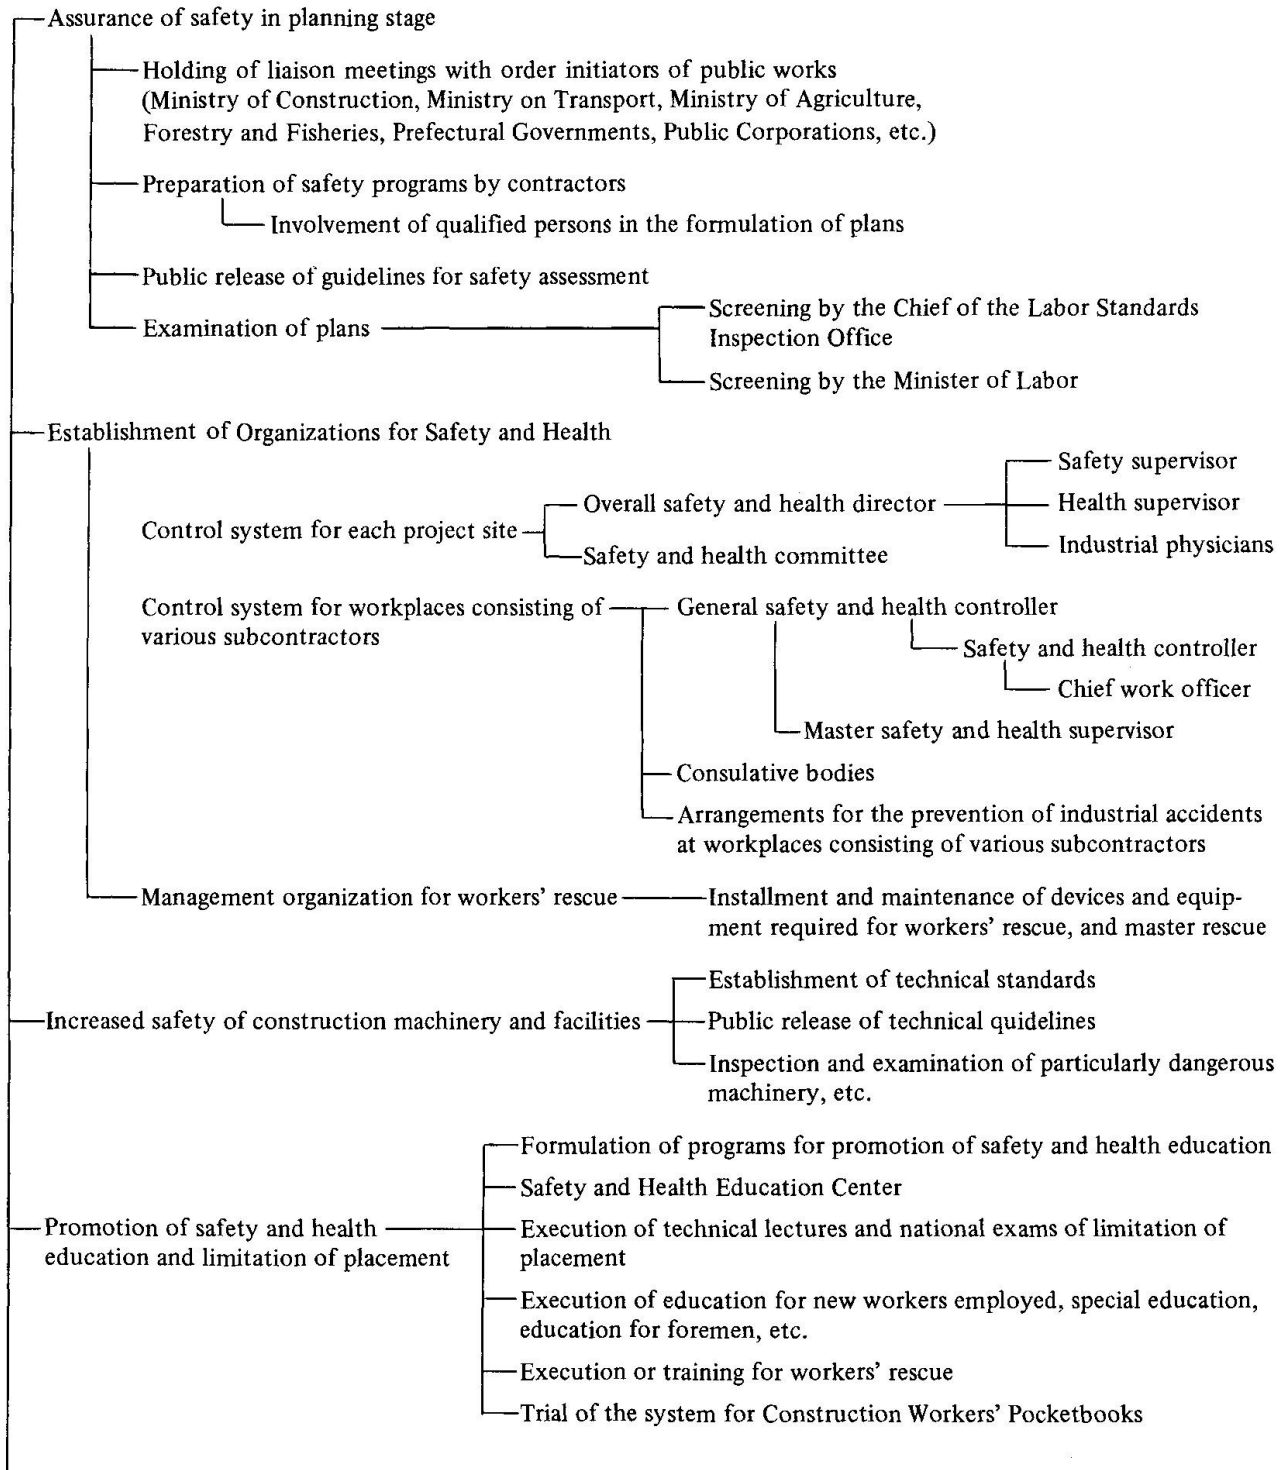 Assurance of safety in planning stage
Holding of liaison meetings with order initiators of public works
(Ministry of Construction, Ministry on Transport, Ministry of Agriculture,
Forestry and Fisheries, Prefectural Governments, Public Corporations, etc.)
Preparation of safety programs by contractors
Involvement of qualified persons in the formulation of plans
Public release of guidelines for safety assessment
Examination of plans
Screening by the Chief of the Labor Standards
Inspection Office
Screening by the Minister of Labor
Establishment of Organizations for Safety and Health
Control system for each project site
Overall safety and health director
Safety supervisor
Health supervisor
Industrial physicians
Safety and health committee
Control system for workplaces consisting of
various subcontractors
General safety and health controller
Safety and health controller
Chief work officer
Master safety and health supervisor
Consulative bodies
Arrangements for the prevention of industrial accidents
at workplaces consisting of various subcontractors
Management organization for workers' rescue
Installment and maintenance of devices and equip-
ment required for workers' rescue, and master rescue
Increased safety of construction machinery and facilities
Establishment of technical standards
Public release of technical quidelines
Inspection and examination of particularly dangerous
machinery, etc.
Promotion of safety and health
education and limitation of placement
Formulation of programs for promotion of safety and health education
Safety and Health Education Center
Execution of technical lectures and national exams of limitation of
placement
Execution of education for new workers employed, special education,
education for foremen, etc.
Execution or training for workers' rescue
Trial of the system for Construction Workers' Pocketbooks